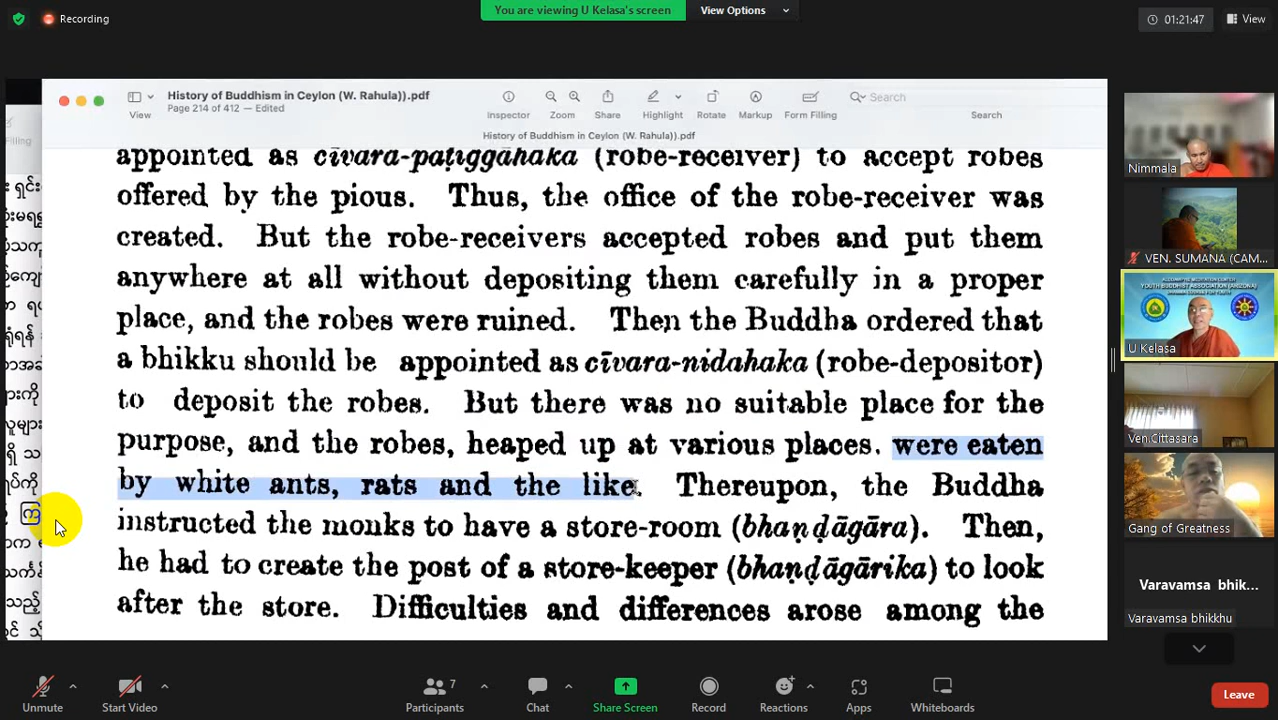 Recording
You are viewing U Kelasa's screen
View Options
01:21:47
View
History of Buddhism in Ceylon (W. Rahula)).pdf
Page 214 of 412 – Edited
View
Inspector
Zoom
Share
Highlight
Rotate
Markup
Form Filling
Search
Search
History of Buddhism in Ceylon (W. Rahula)).pdf
appointed as cīvara-paṭiggāhaka (robe-receiver) to accept robes
offered by the pious. Thus, the office of the robe-receiver was
created. But the robe-receivers accepted robes and put them
anywhere at all without depositing them carefully in a proper
place, and the robes were ruined. Then the Buddha ordered that
a bhikku should be appointed as cīvara-nidahaka (robe-depositor)
to deposit the robes. But there was no suitable place for the
purpose, and the robes, heaped up at various places. were eaten
by white ants, rats and the like. Thereupon, the Buddha
instructed the monks to have a store-room (bhaṇḍāgāra). Then,
he had to create the post of a store-keeper (bhaṇḍāgārika) to look
after the store. Difficulties and differences arose among the
Filling
Nimmala
VEN. SUMANA (CAM...
YOUTH BUDDHIST ASSOCIATION (ARIZONA)
U Kelasa
Ven.Cittasara
Gang of Greatness
Varavamsa bhik...
Varavamsa bhikkhu
Unmute
Start Video
Participants
7
Chat
Share Screen
Record
Reactions
Apps
Whiteboards
Leave